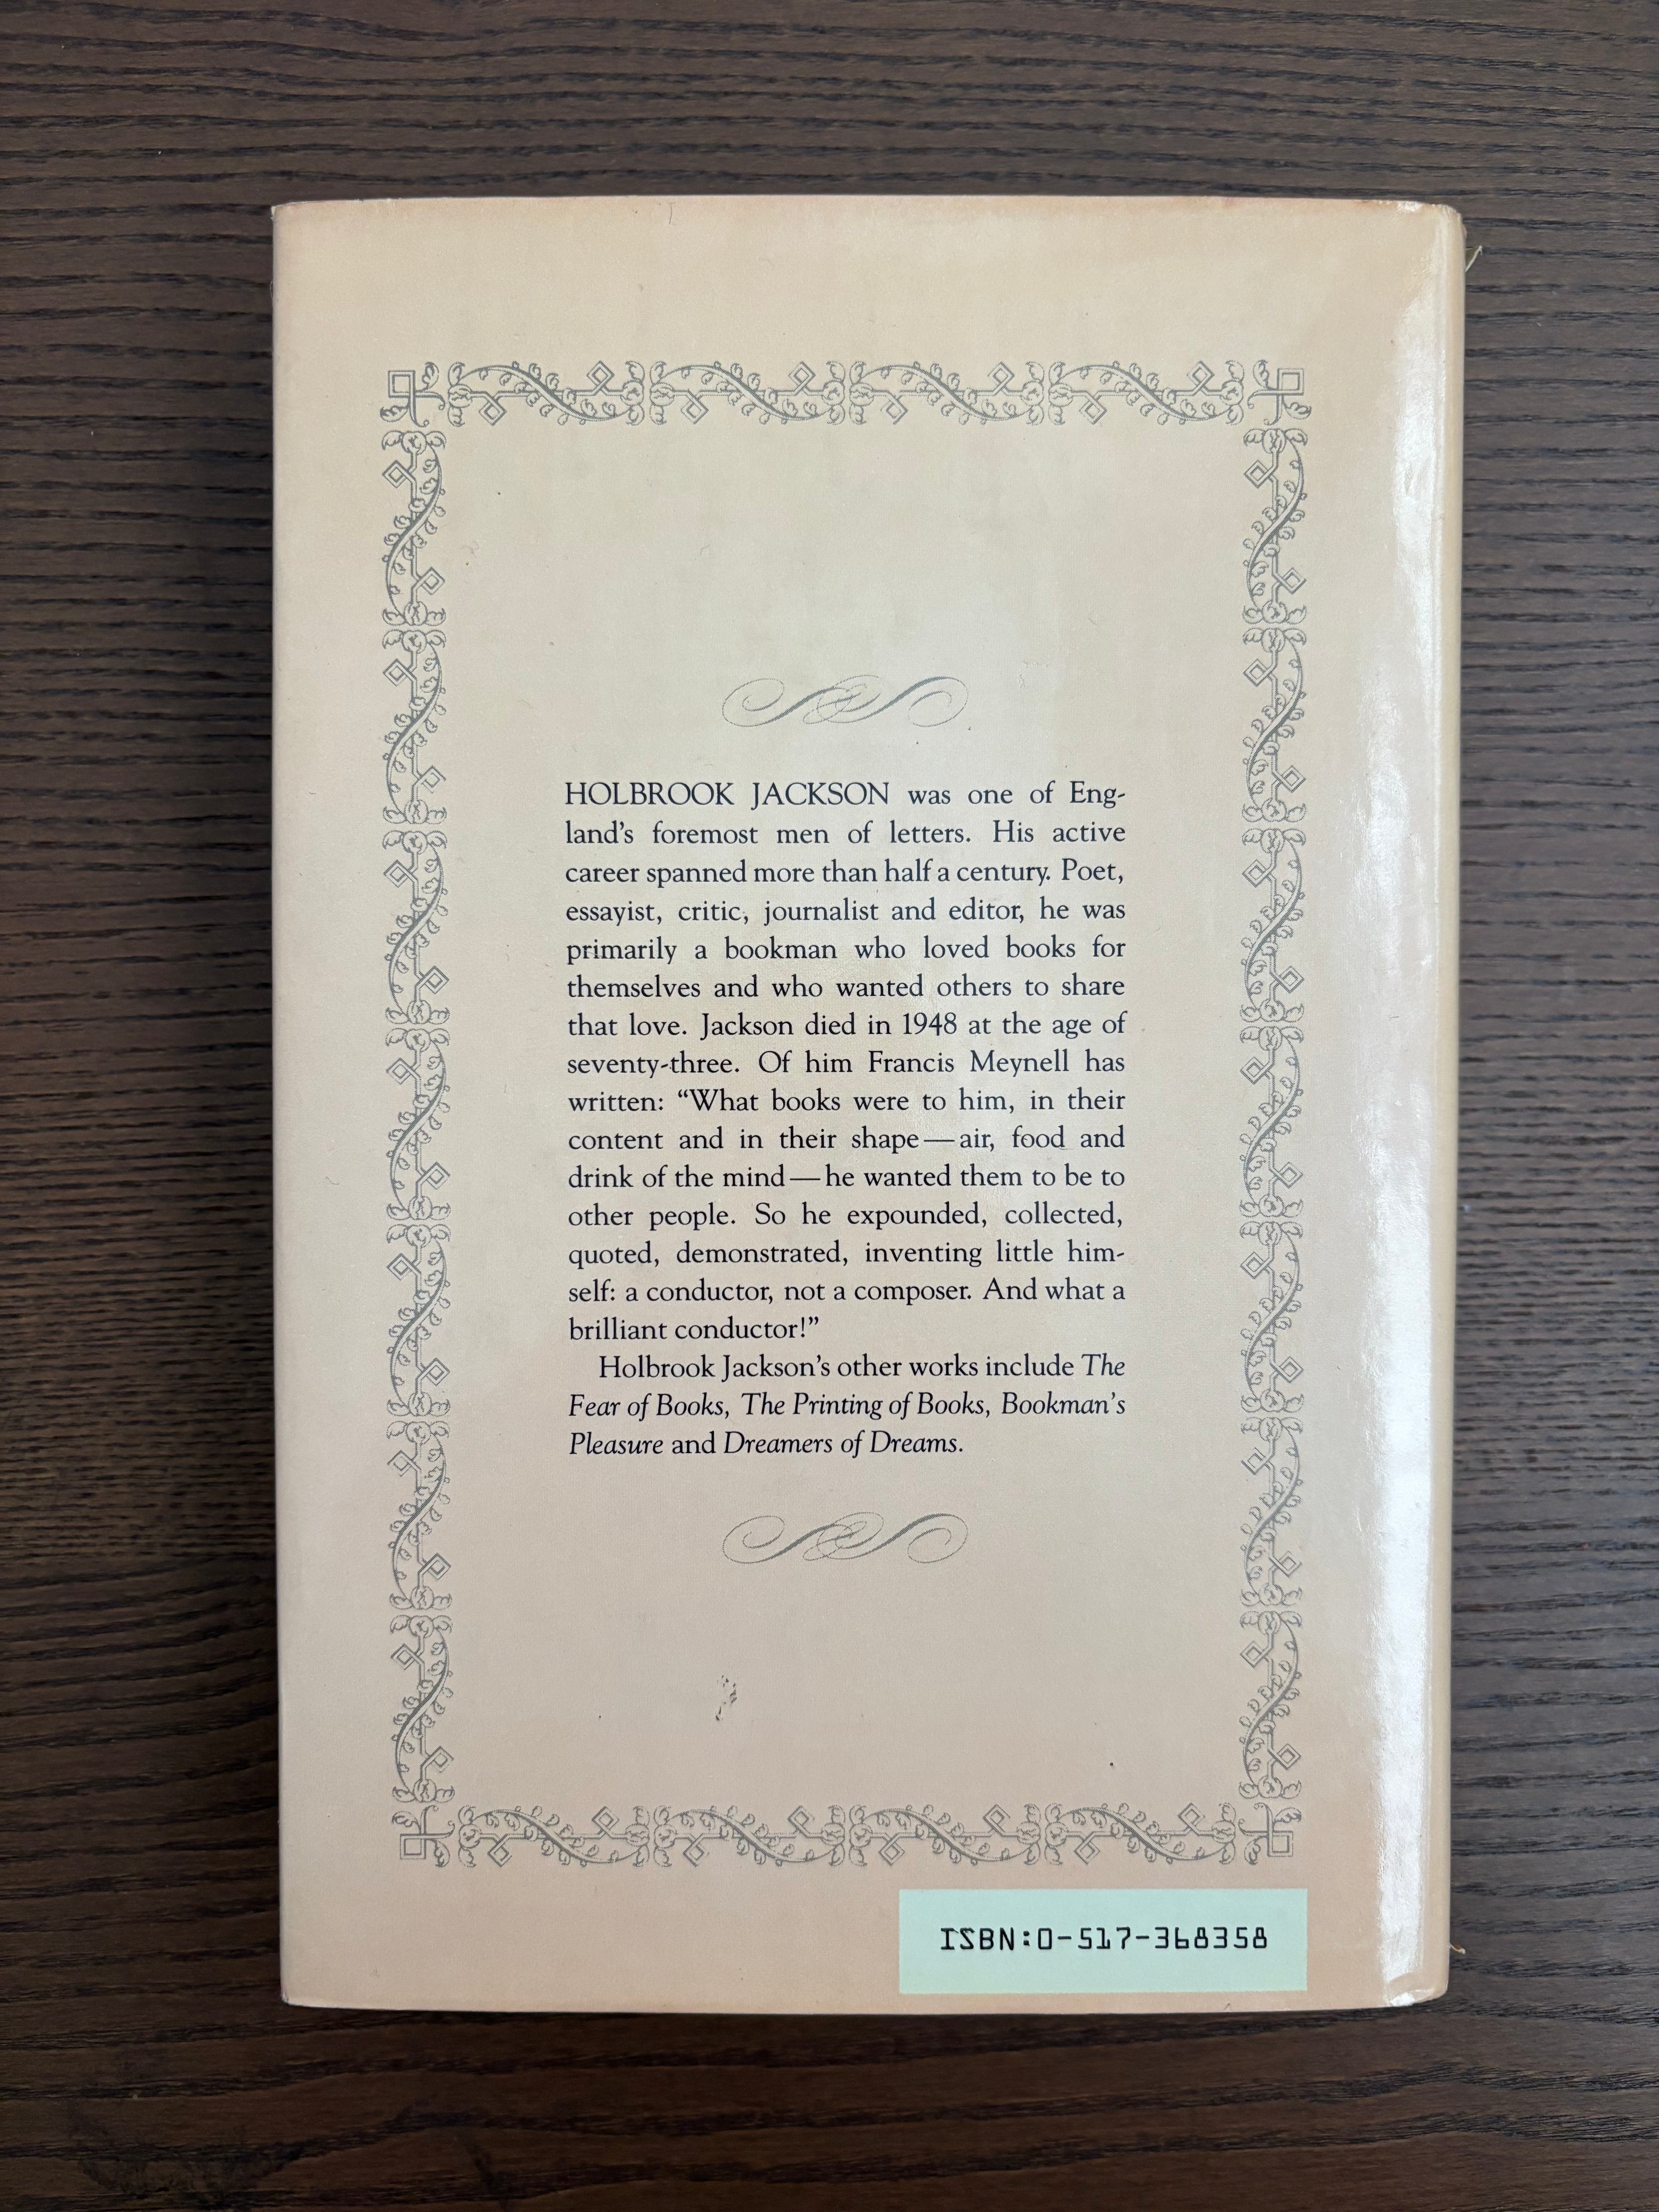 HOLBROOK JACKSON was one of Eng-
land's foremost men of letters. His active
career spanned more than half a century. Poet,
essayist, critic, journalist and editor, he was
primarily a bookman who loved books for
themselves and who wanted others to share
that love. Jackson died in 1948 at the age of
seventy-three. Of him Francis Meynell has
written: “What books were to him, in their
content and in their shape—air, food and
drink of the mind—he wanted them to be to
other people. So he expounded, collected,
quoted, demonstrated, inventing little him-
self: a conductor, not a composer. And what a
brilliant conductor!”
Holbrook Jackson's other works include The
Fear of Books, The Printing of Books, Bookman's
Pleasure and Dreamers of Dreams.
ISBN:0-517-368358